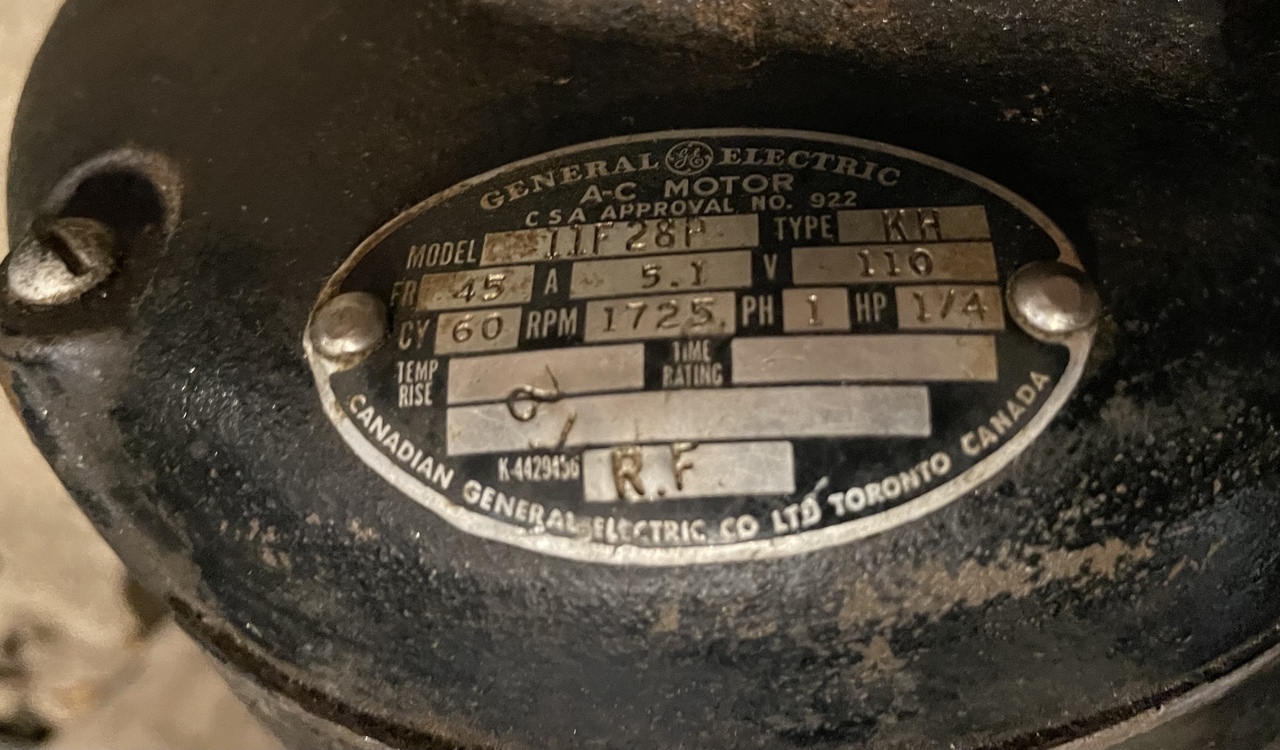 GENERAL GE ELECTRIC
A-C MOTOR
CSA APPROVAL NO. 922
MODEL 11F28P TYPE KH
FR 45 A 5.1 V 110
CY 60 RPM 1725 PH 1 HP 1/4
TEMP RISE TIME RATING
K-4429456 R.F
CANADIAN GENERAL ELECTRIC CO LTD TORONTO CANADA